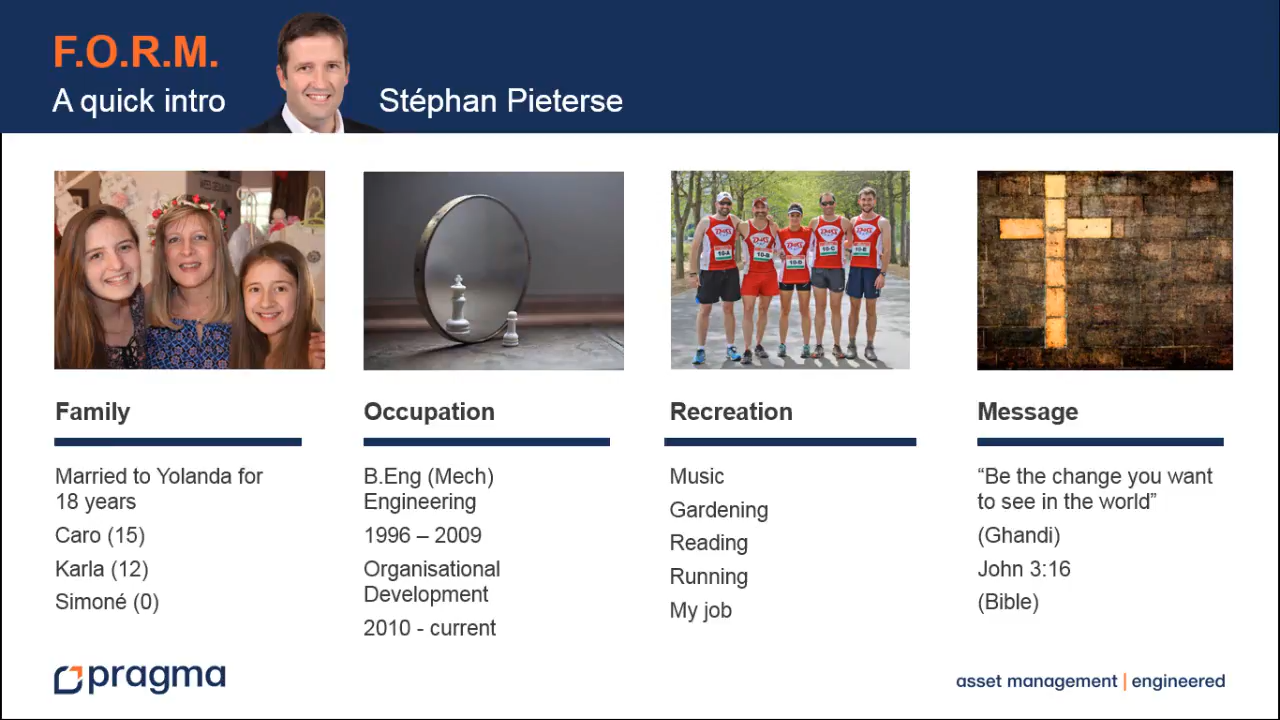 F.O.R.M.
A quick intro
Stéphan Pieterse
Family
Married to Yolanda for
18 years
Caro (15)
Karla (12)
Simoné (0)
Occupation
B.Eng (Mech)
Engineering
1996 – 2009
Organisational
Development
2010 - current
Recreation
Music
Gardening
Reading
Running
My job
Message
“Be the change you want
to see in the world”
(Ghandi)
John 3:16
(Bible)
pragma
asset management | engineered